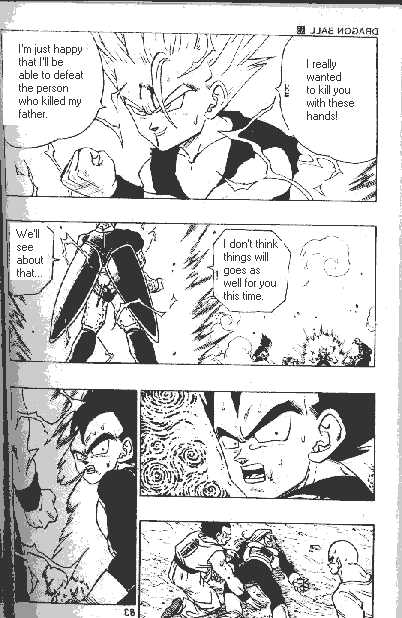 DRAGON BALL
I'm just happy
that I'll be
able to defeat
the person
who killed my
father.
I really
wanted
to kill you
with these
hands!
We'll
see
about
that...
I don't think
things will
goes as
well for you
this time.
83